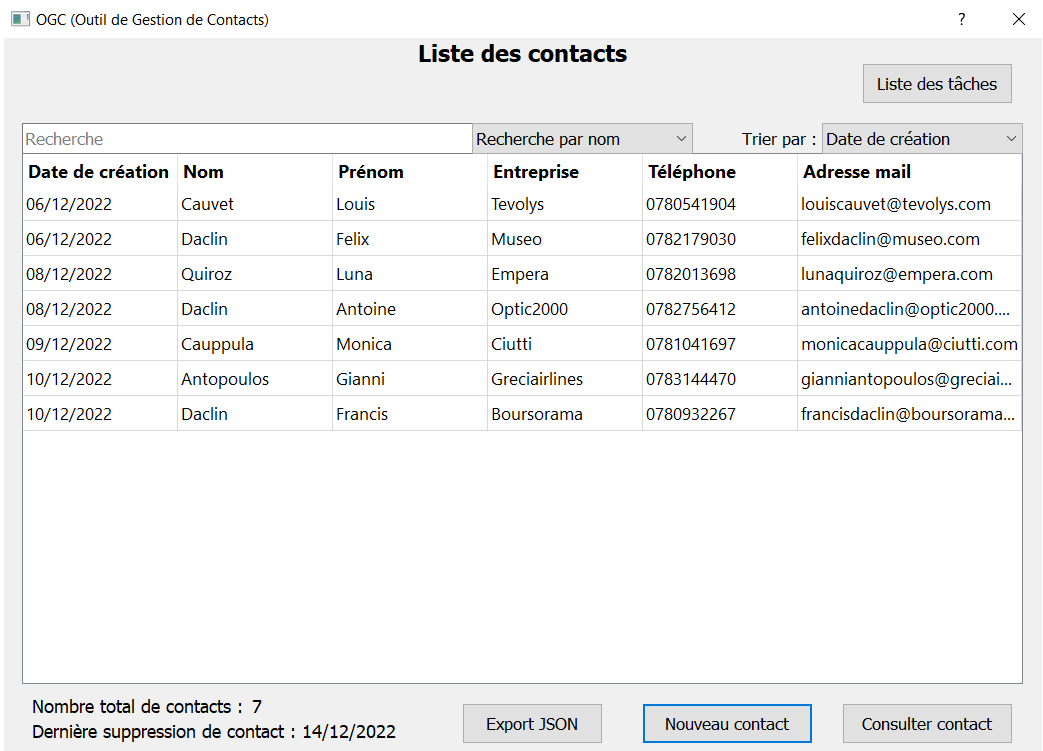 OGC (Outil de Gestion de Contacts) ?
Liste des contacts
Liste des tâches
Recherche Recherche par nom Trier par : Date de création
Date de création Nom Prénom Entreprise Téléphone Adresse mail
06/12/2022 Cauvet Louis Tevolys 0780541904 louiscauvet@tevolys.com
06/12/2022 Daclin Felix Museo 0782179030 felixdaclin@museo.com
08/12/2022 Quiroz Luna Empera 0782013698 lunaquiroz@empera.com
08/12/2022 Daclin Antoine Optic2000 0782756412 antoinedaclin@optic2000....
09/12/2022 Cauppula Monica Ciutti 0781041697 monicacauppula@ciutti.com
10/12/2022 Antopoulos Gianni Greciairlines 0783144470 gianniantopoulos@greciai...
10/12/2022 Daclin Francis Boursorama 0780932267 francisdaclin@boursorama...
Nombre total de contacts : 7
Dernière suppression de contact : 14/12/2022
Export JSON Nouveau contact Consulter contact